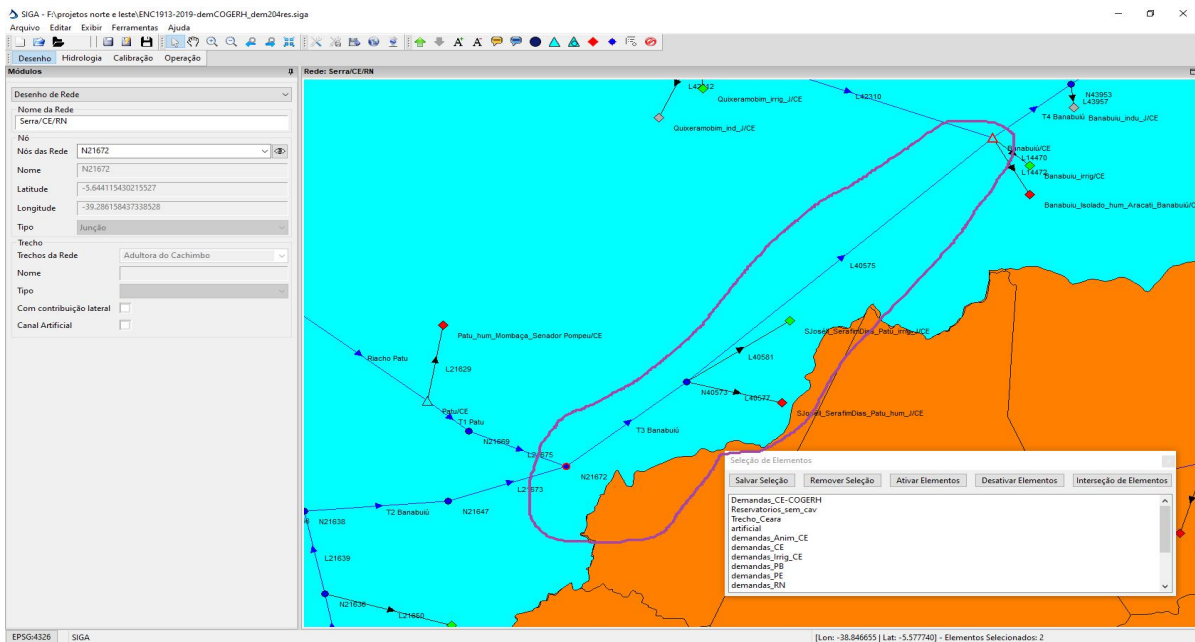 SIGA - F:\projetos norte e leste\ENC1913-2019-demCOGERH_dem204res.siga
Arquivo Editar Exibir Ferramentas Ajuda
Desenho Hidrologia Calibração Operação
Módulos
Rede: Serra/CE/RN
Desenho de Rede
Nome da Rede
Serra/CE/RN
Nó
Nós das Rede N21672
Nome N21672
Latitude -5.644115430215527
Longitude -39.286158437338528
Tipo Junção
Trecho
Trechos da Rede Adultora do Cachimbo
Nome
Tipo
Com contribuição lateral
Canal Artificial
Quixeramobim_irrig_J/CE
Quixeramobim_ind_J/CE
L42310
N43953
L43957
T4 Banabuiú Banabuiu_indu_J/CE
Banabuiú/CE
L14470
L14472
Banabuiu_irrig/CE
Banabuiu_Isolado_hum_Aracati_Banabuiú/C
L40575
SJoséII_SerafimDias_Patu_irrig_J/CE
L40581
N40573
L40577
SJoséII_SerafimDias_Patu_hum_J/CE
Patu_hum_Mombaça_Senador Pompeu/CE
Riacho Patu
L21629
Patu/CE
T1 Patu
N21669
L21675
T3 Banabuiú
N21672
L21673
T2 Banabuiú
N21647
N21638
L21639
N21636
L21650
Seleção de Elementos
Salvar Seleção Remover Seleção Ativar Elementos Desativar Elementos Interseção de Elementos
Demandas_CE-COGERH
Reservatorios_sem_cav
Trecho_Ceara
artificial
demandas_Anim_CE
demandas_CE
demandas_Irrig_CE
demandas_PB
demandas_PE
demandas_RN
EPSG:4326 SIGA
[Lon: -38.846655 | Lat: -5.577740] - Elementos Selecionados: 2